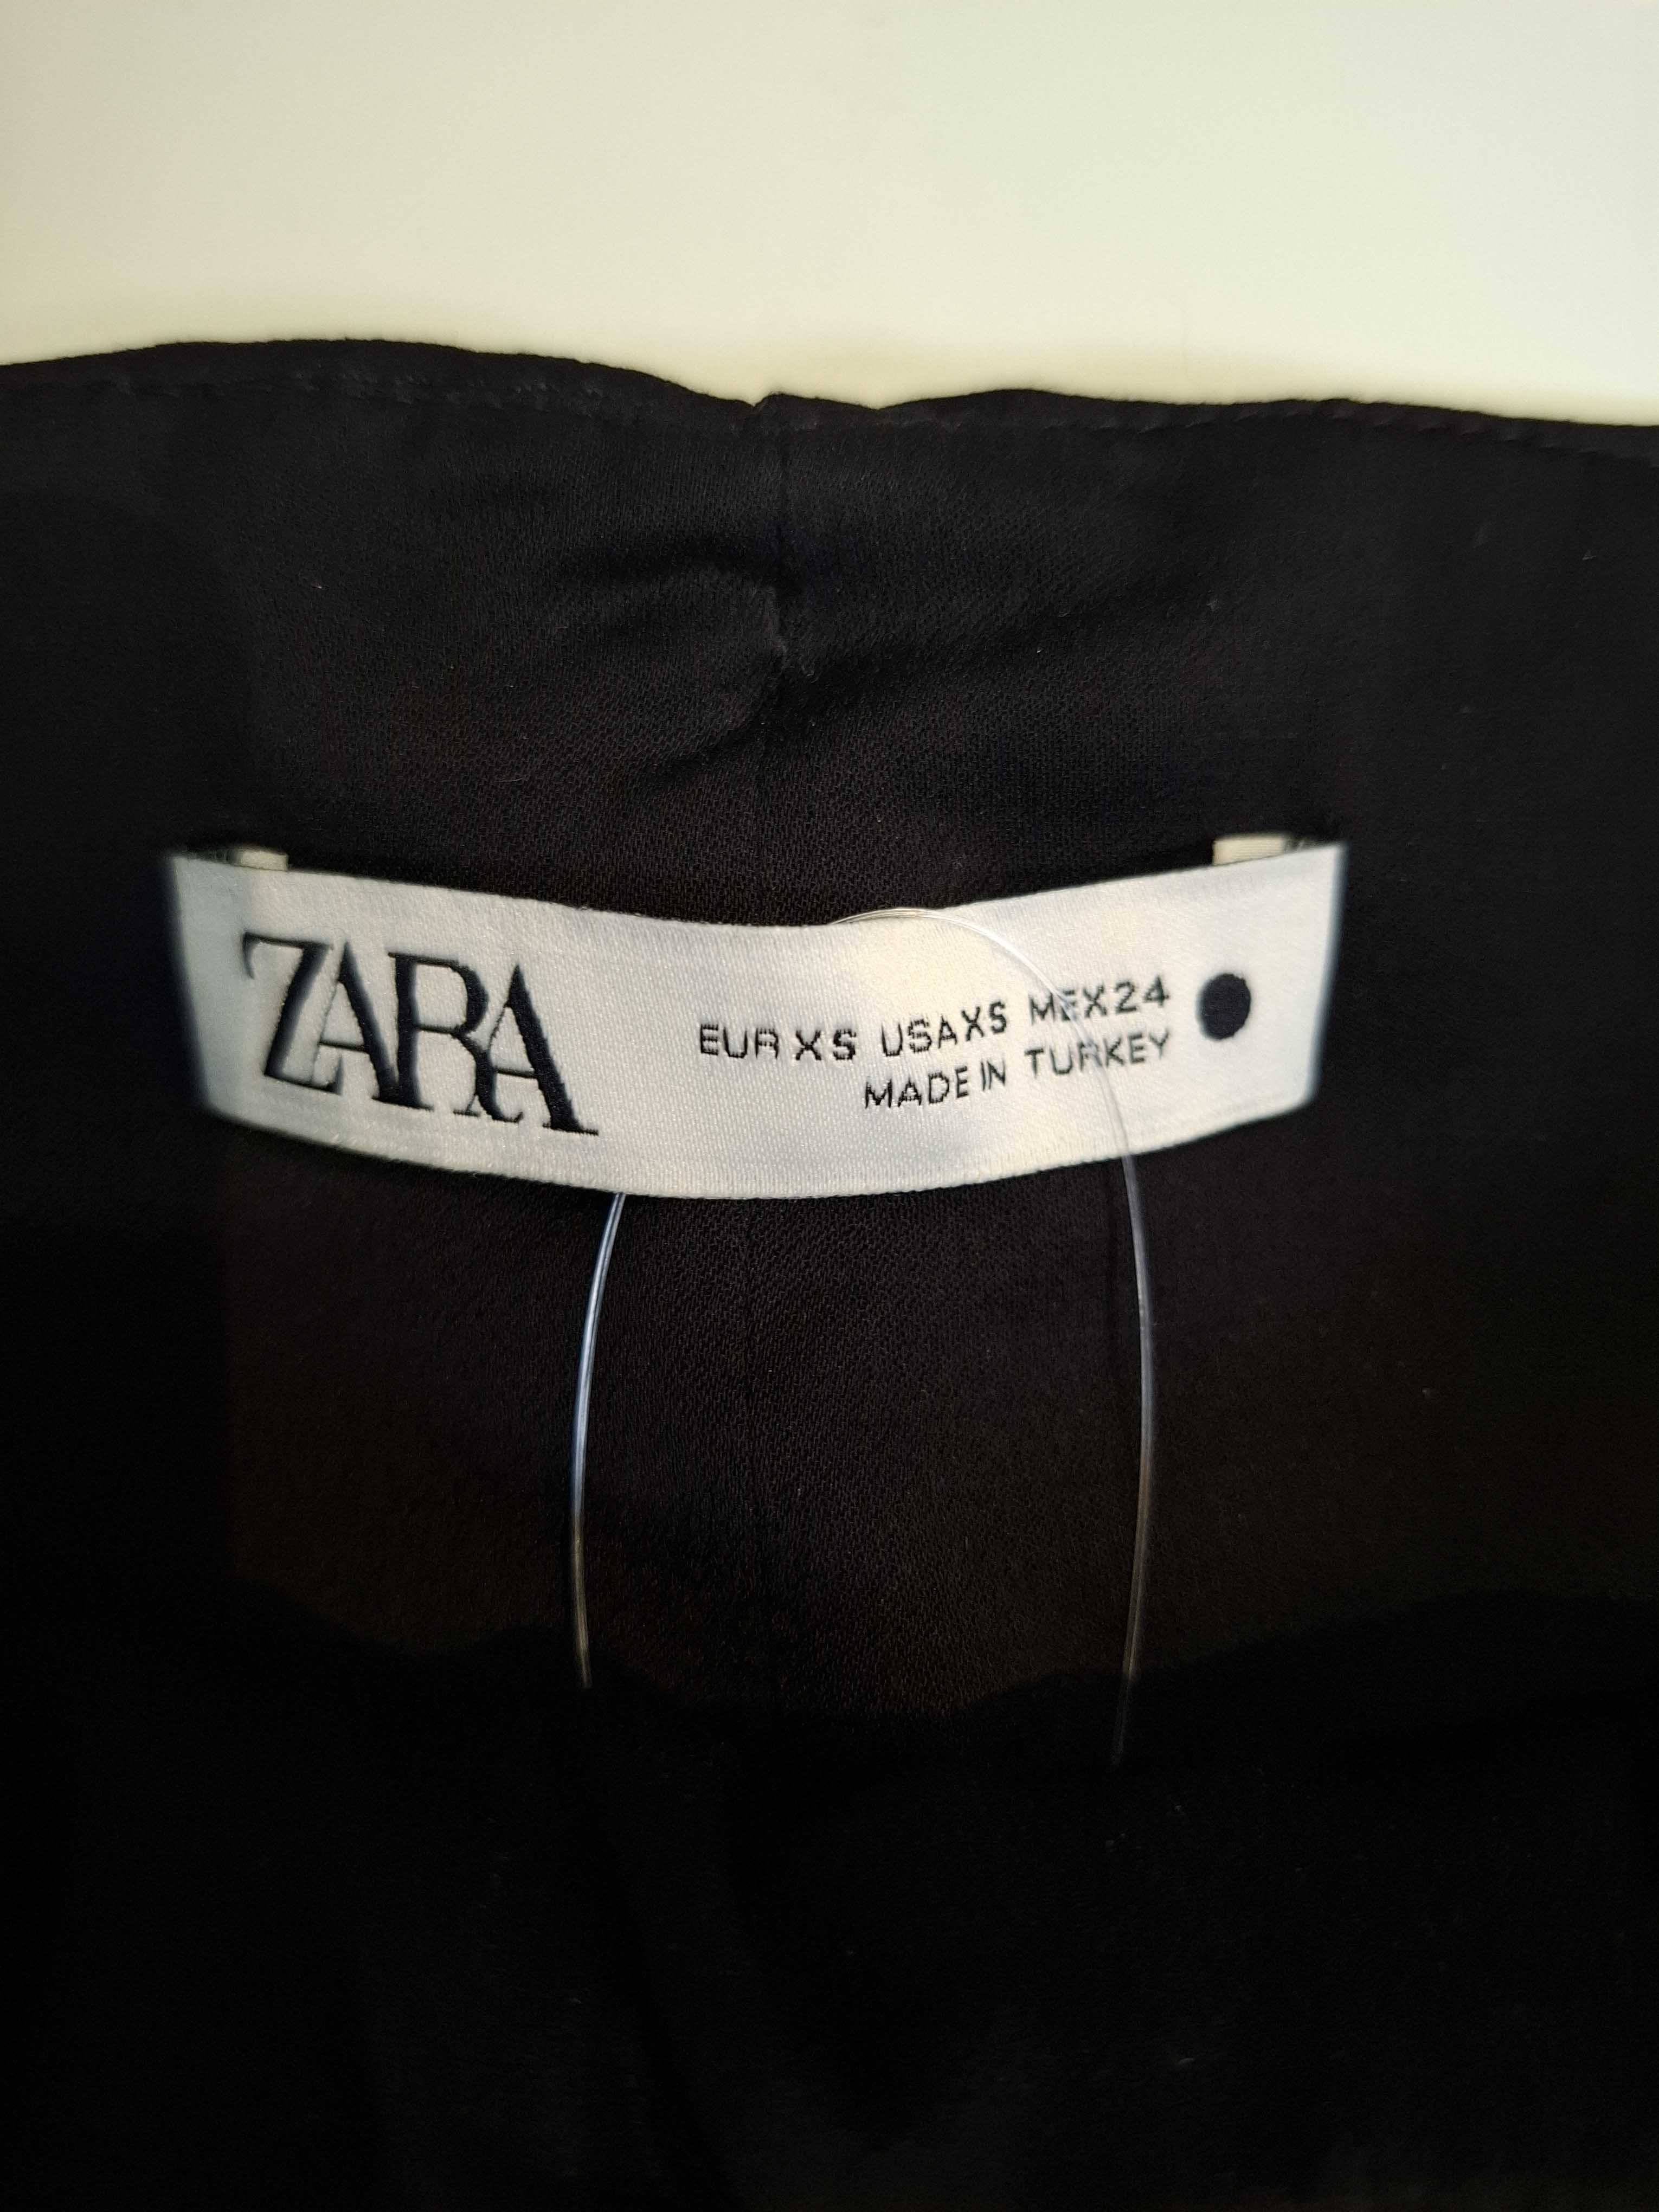 ZARA
EUR XS USA XS MEX 24
MADE IN TURKEY